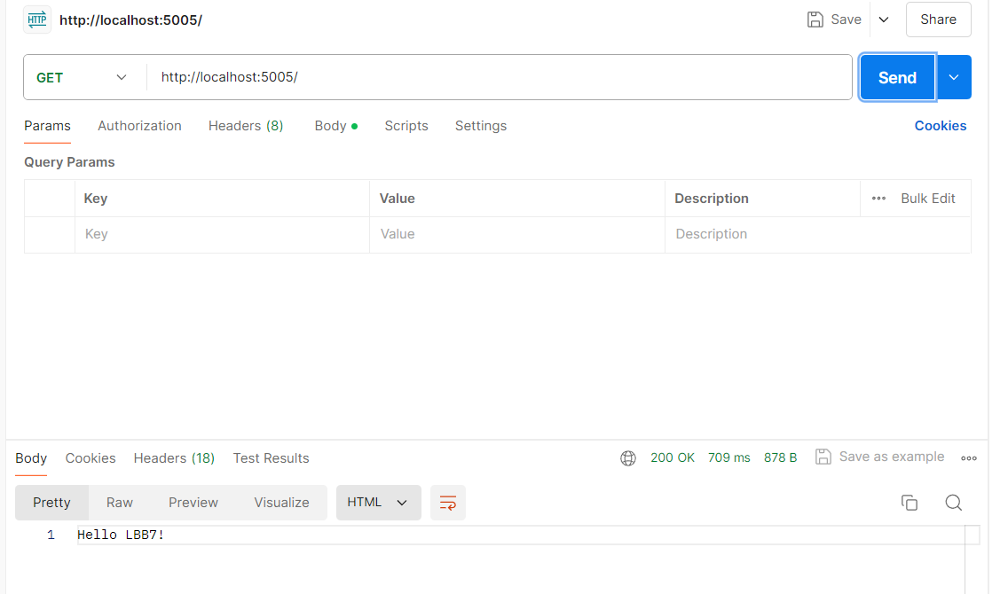 HTTP http://localhost:5005/ Save Share
GET http://localhost:5005/ Send
Params Authorization Headers (8) Body Scripts Settings Cookies
Query Params
Key Value Description Bulk Edit
Key Value Description
Body Cookies Headers (18) Test Results 200 OK 709 ms 878 B Save as example
Pretty Raw Preview Visualize HTML
1 Hello LBB7!